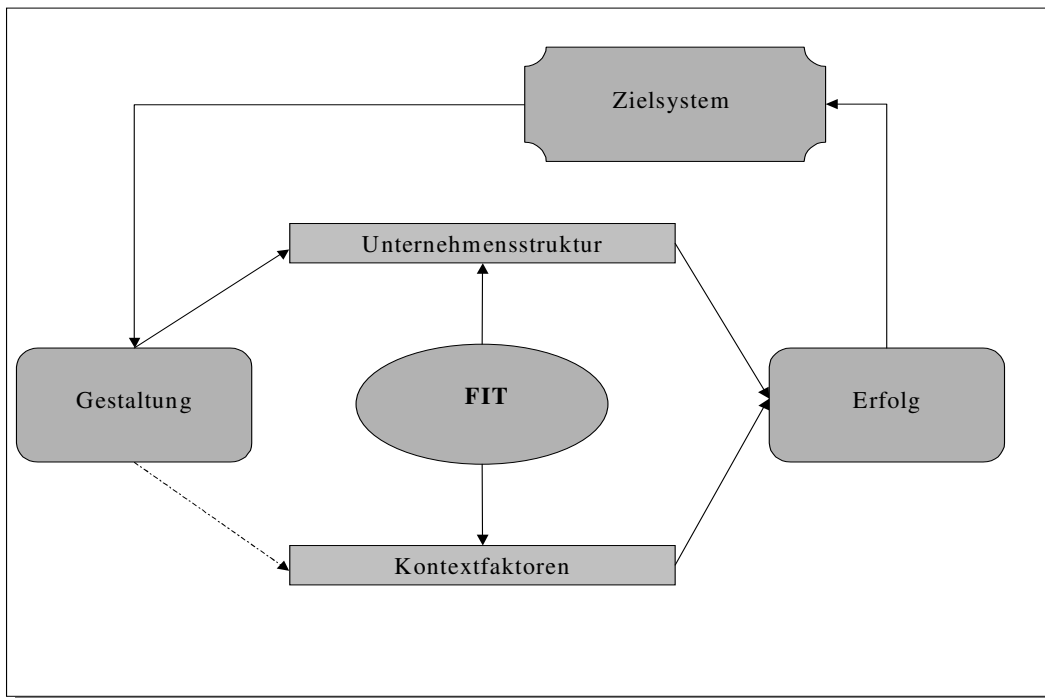 Zielsystem
Unternehmensstruktur
Gestaltung
FIT
Erfolg
Kontextfaktoren